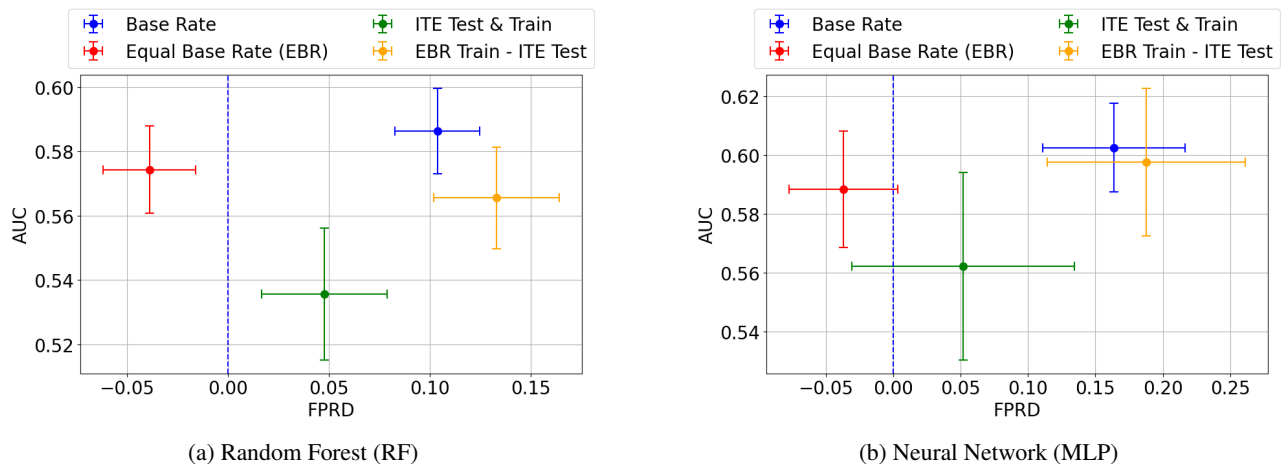 Base Rate
Equal Base Rate (EBR)
ITE Test & Train
EBR Train - ITE Test
0.60
0.58
0.56
0.54
0.52
AUC
−0.05 0.00 0.05 0.10 0.15
FPRD
(a) Random Forest (RF)
Base Rate
Equal Base Rate (EBR)
ITE Test & Train
EBR Train - ITE Test
0.62
0.60
0.58
0.56
0.54
AUC
−0.05 0.00 0.05 0.10 0.15 0.20 0.25
FPRD
(b) Neural Network (MLP)